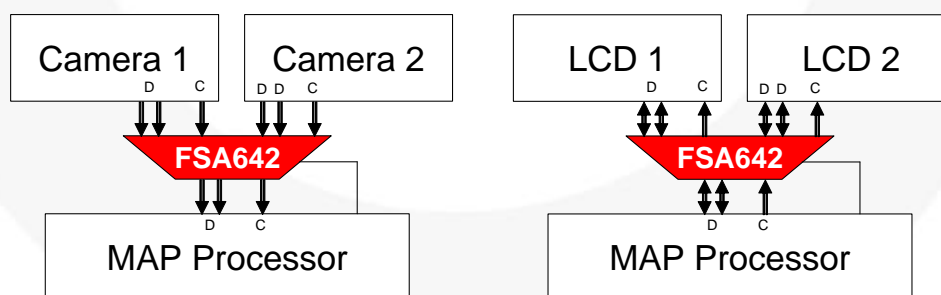 Camera 1
D C
Camera 2
D D C
FSA642
D C
MAP Processor
LCD 1
D C
LCD 2
D D C
FSA642
D C
MAP Processor